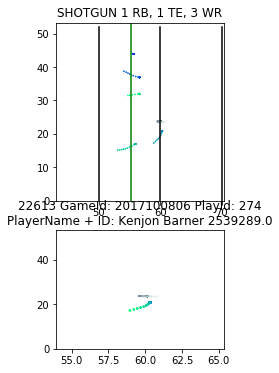 SHOTGUN 1 RB, 1 TE, 3 WR
50
40
30
20
10
0
50 60 70
22613 GameId: 2017100806 PlayId: 274
PlayerName + ID: Kenjon Barner 2539289.0
40
20
0
55.0 57.5 60.0 62.5 65.0